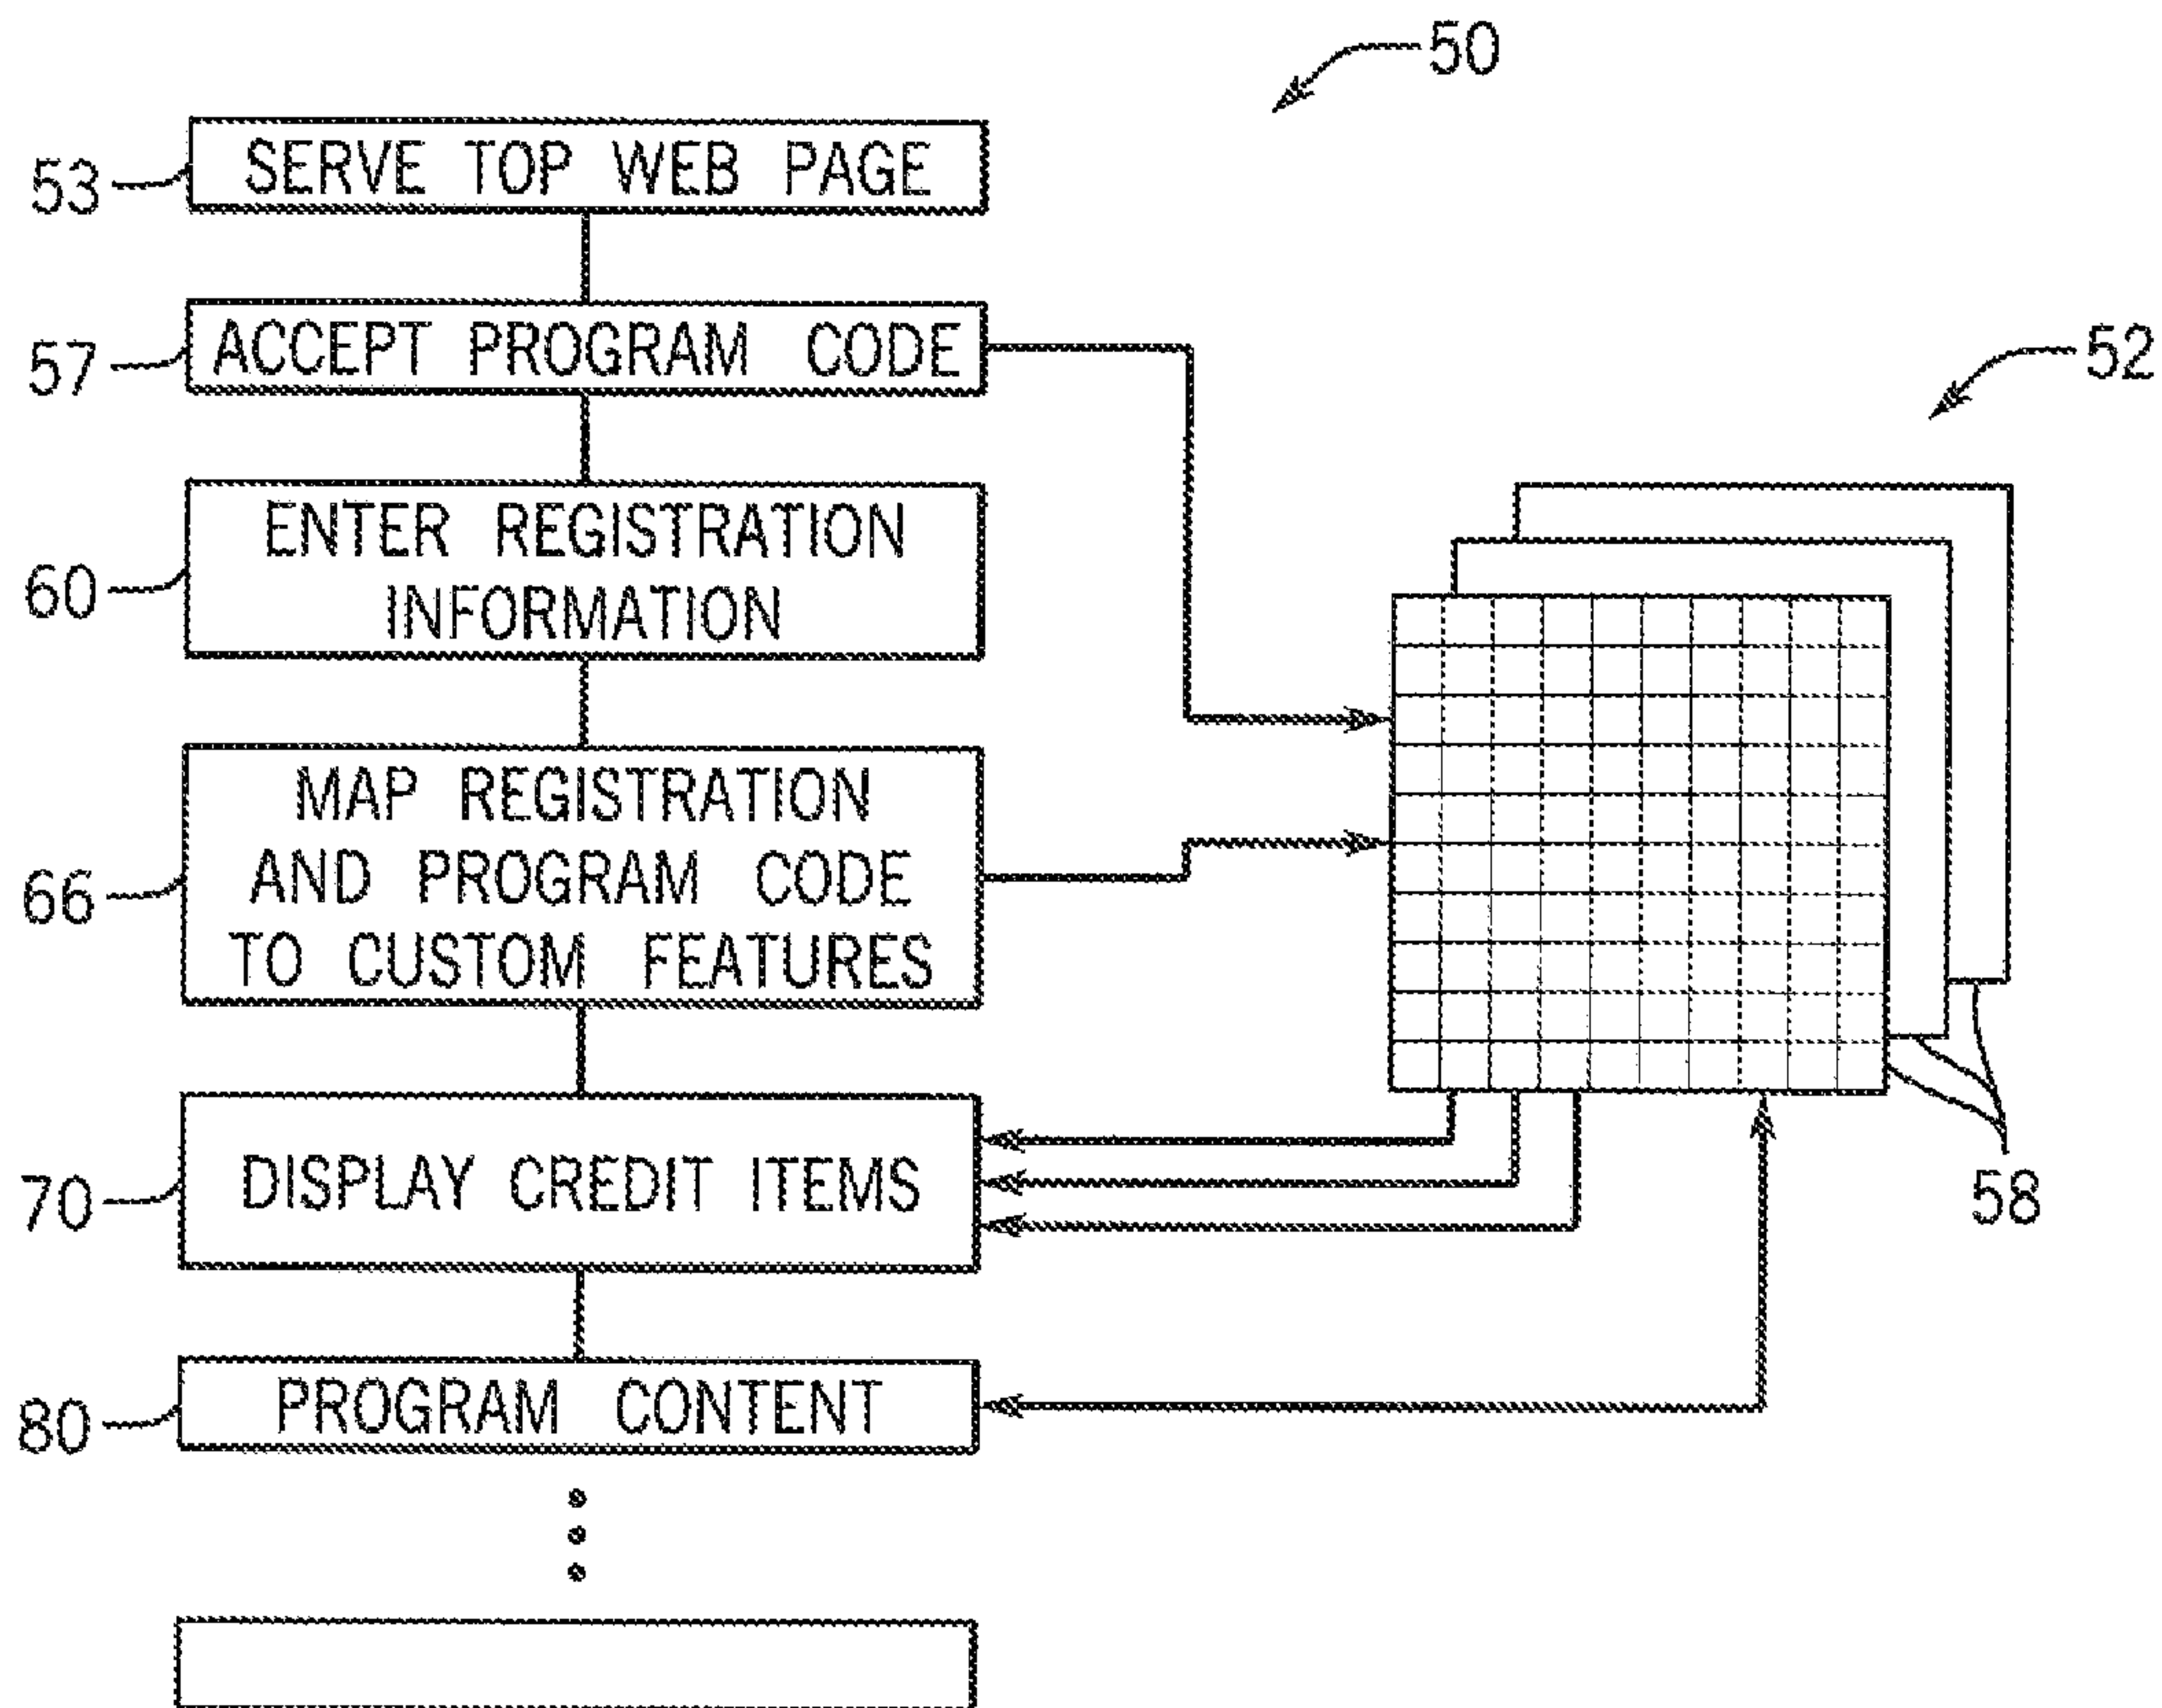 50
53
SERVE TOP WEB PAGE
57
ACCEPT PROGRAM CODE
52
60
ENTER REGISTRATION
INFORMATION
66
MAP REGISTRATION
AND PROGRAM CODE
TO CUSTOM FEATURES
70
DISPLAY CREDIT ITEMS
58
80
PROGRAM CONTENT